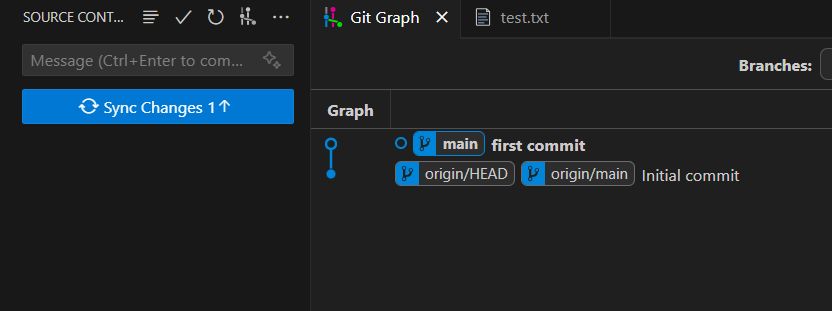 SOURCE CONT...
Message (Ctrl+Enter to com...
Sync Changes 1↑
Git Graph
test.txt
Branches:
Graph
main first commit
origin/HEAD origin/main Initial commit